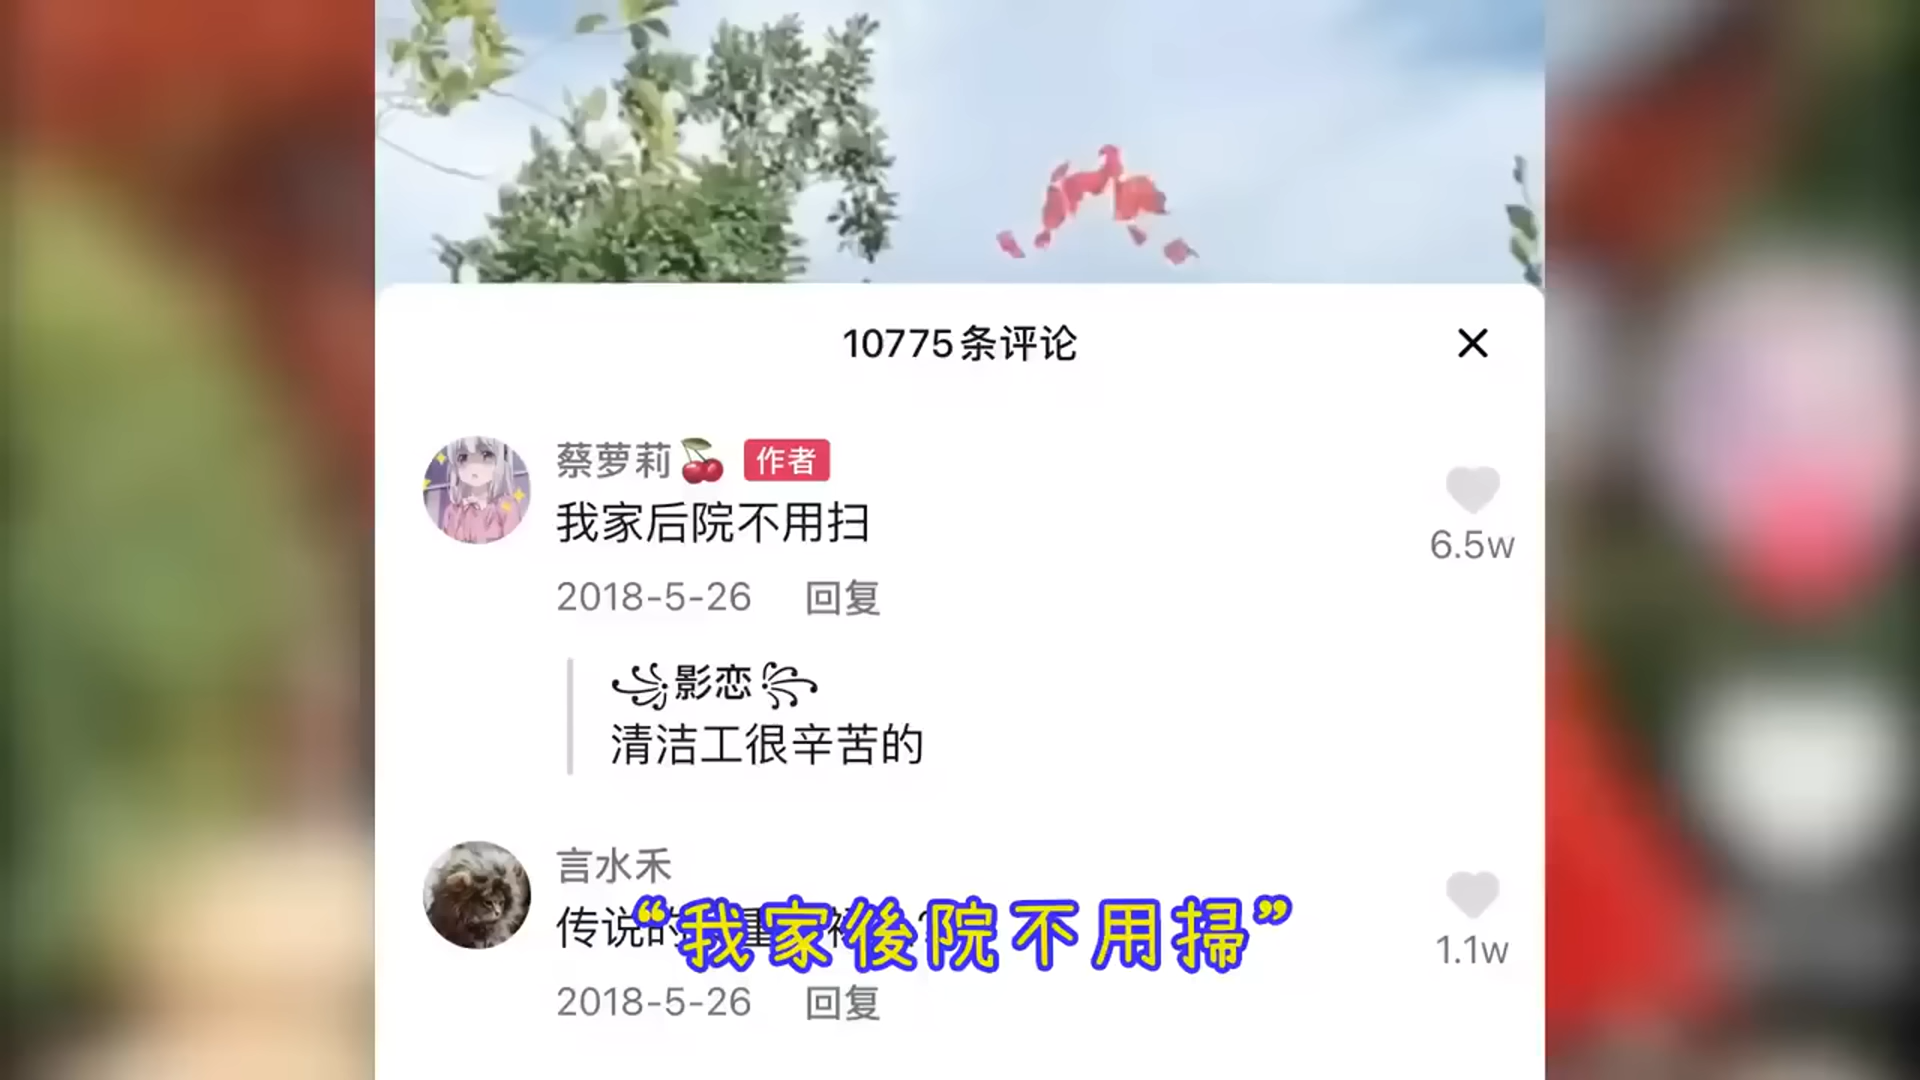 10775条评论
蔡萝莉🍒 作者
我家后院不用扫
6.5w
2018-5-26 回复
꧁影恋꧂
清洁工很辛苦的
言水禾
传说的
“我家後院不用掃”
1.1w
2018-5-26 回复